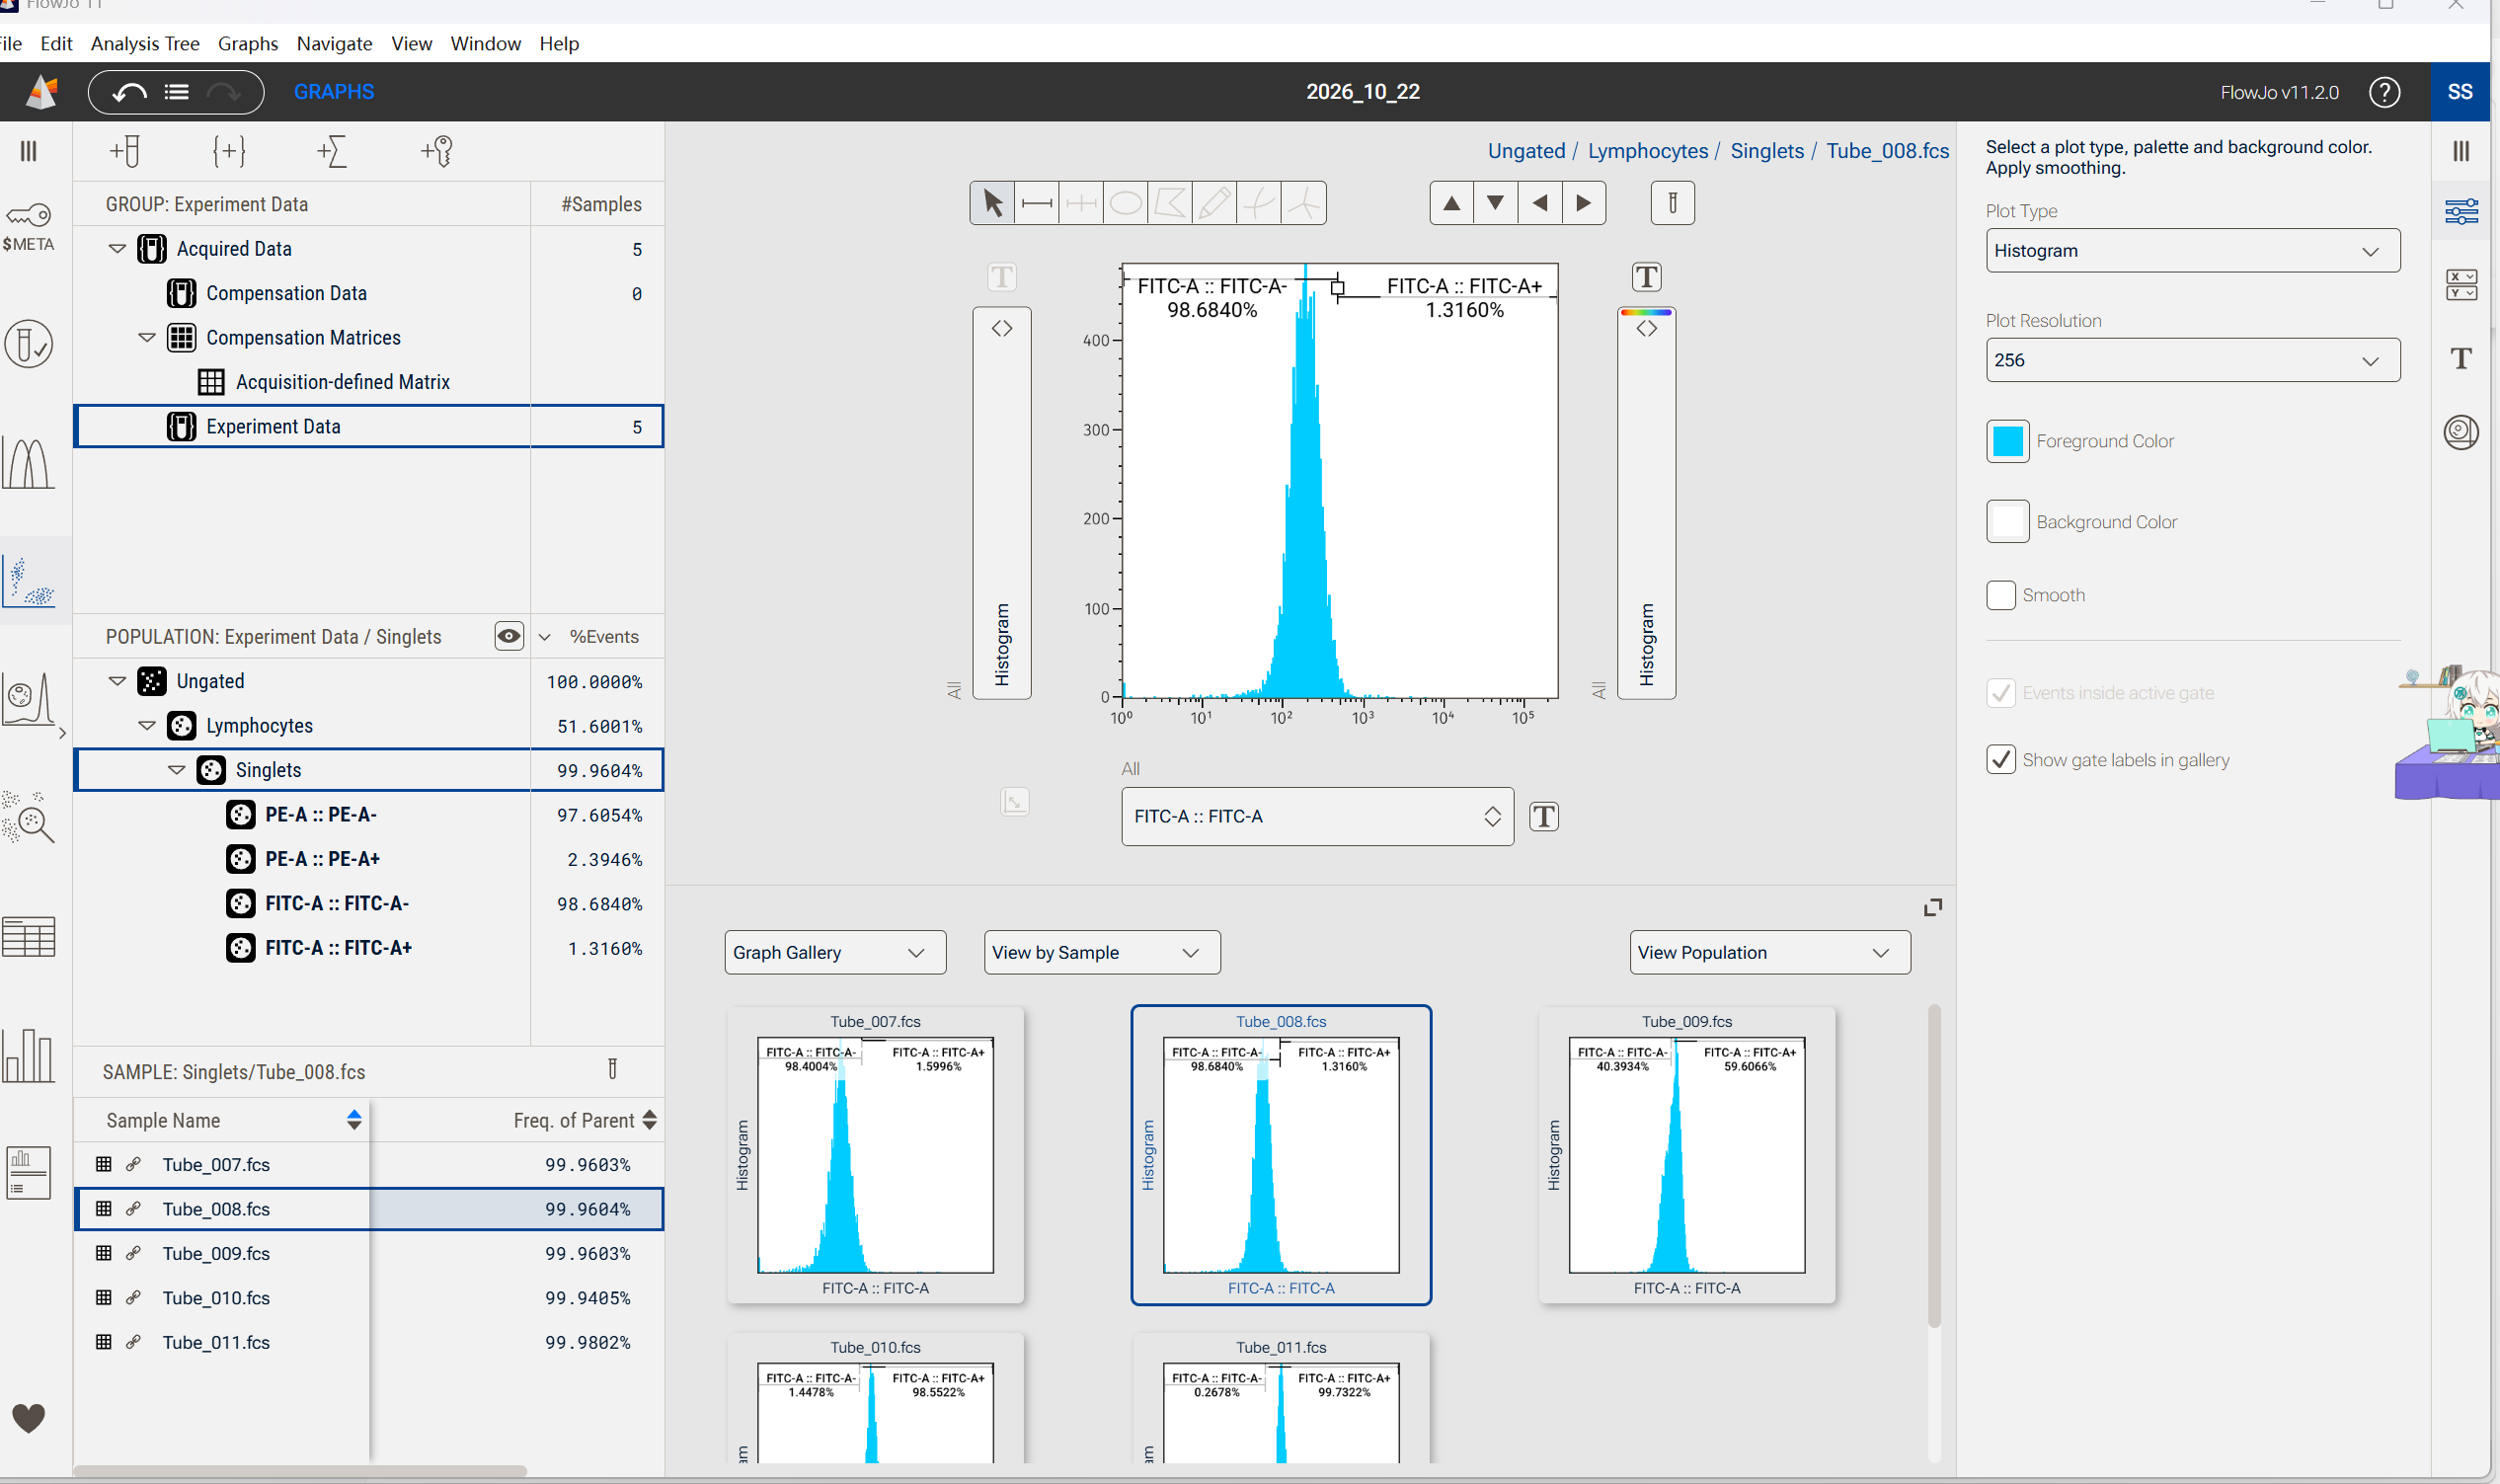 FlowJo 11
File Edit Analysis Tree Graphs Navigate View Window Help
GRAPHS
2026_10_22
FlowJo v11.2.0
?
SS
$META
GROUP: Experiment Data #Samples
Acquired Data 5
Compensation Data 0
Compensation Matrices
Acquisition-defined Matrix
Experiment Data 5
POPULATION: Experiment Data / Singlets %Events
Ungated 100.0000%
Lymphocytes 51.6001%
Singlets 99.9604%
PE-A :: PE-A- 97.6054%
PE-A :: PE-A+ 2.3946%
FITC-A :: FITC-A- 98.6840%
FITC-A :: FITC-A+ 1.3160%
SAMPLE: Singlets/Tube_008.fcs
Sample Name Freq. of Parent
Tube_007.fcs 99.9603%
Tube_008.fcs 99.9604%
Tube_009.fcs 99.9603%
Tube_010.fcs 99.9405%
Tube_011.fcs 99.9802%
Ungated / Lymphocytes / Singlets / Tube_008.fcs
T
T
FITC-A :: FITC-A-
98.6840%
FITC-A :: FITC-A+
1.3160%
400
300
200
100
0
10⁰ 10¹ 10² 10³ 10⁴ 10⁵
Histogram
All
Histogram
All
All
FITC-A :: FITC-A
T
Graph Gallery
View by Sample
View Population
Tube_007.fcs
FITC-A :: FITC-A-
98.4004%
FITC-A :: FITC-A+
1.5996%
Histogram
FITC-A :: FITC-A
Tube_008.fcs
FITC-A :: FITC-A-
98.6840%
FITC-A :: FITC-A+
1.3160%
Histogram
FITC-A :: FITC-A
Tube_009.fcs
FITC-A :: FITC-A-
40.3934%
FITC-A :: FITC-A+
59.6066%
Histogram
FITC-A :: FITC-A
Tube_010.fcs
FITC-A :: FITC-A-
1.4478%
FITC-A :: FITC-A+
98.5522%
am
Tube_011.fcs
FITC-A :: FITC-A-
0.2678%
FITC-A :: FITC-A+
99.7322%
am
Select a plot type, palette and background color.
Apply smoothing.
Plot Type
Histogram
Plot Resolution
256
Foreground Color
Background Color
Smooth
Events inside active gate
Show gate labels in gallery
X
Y
T